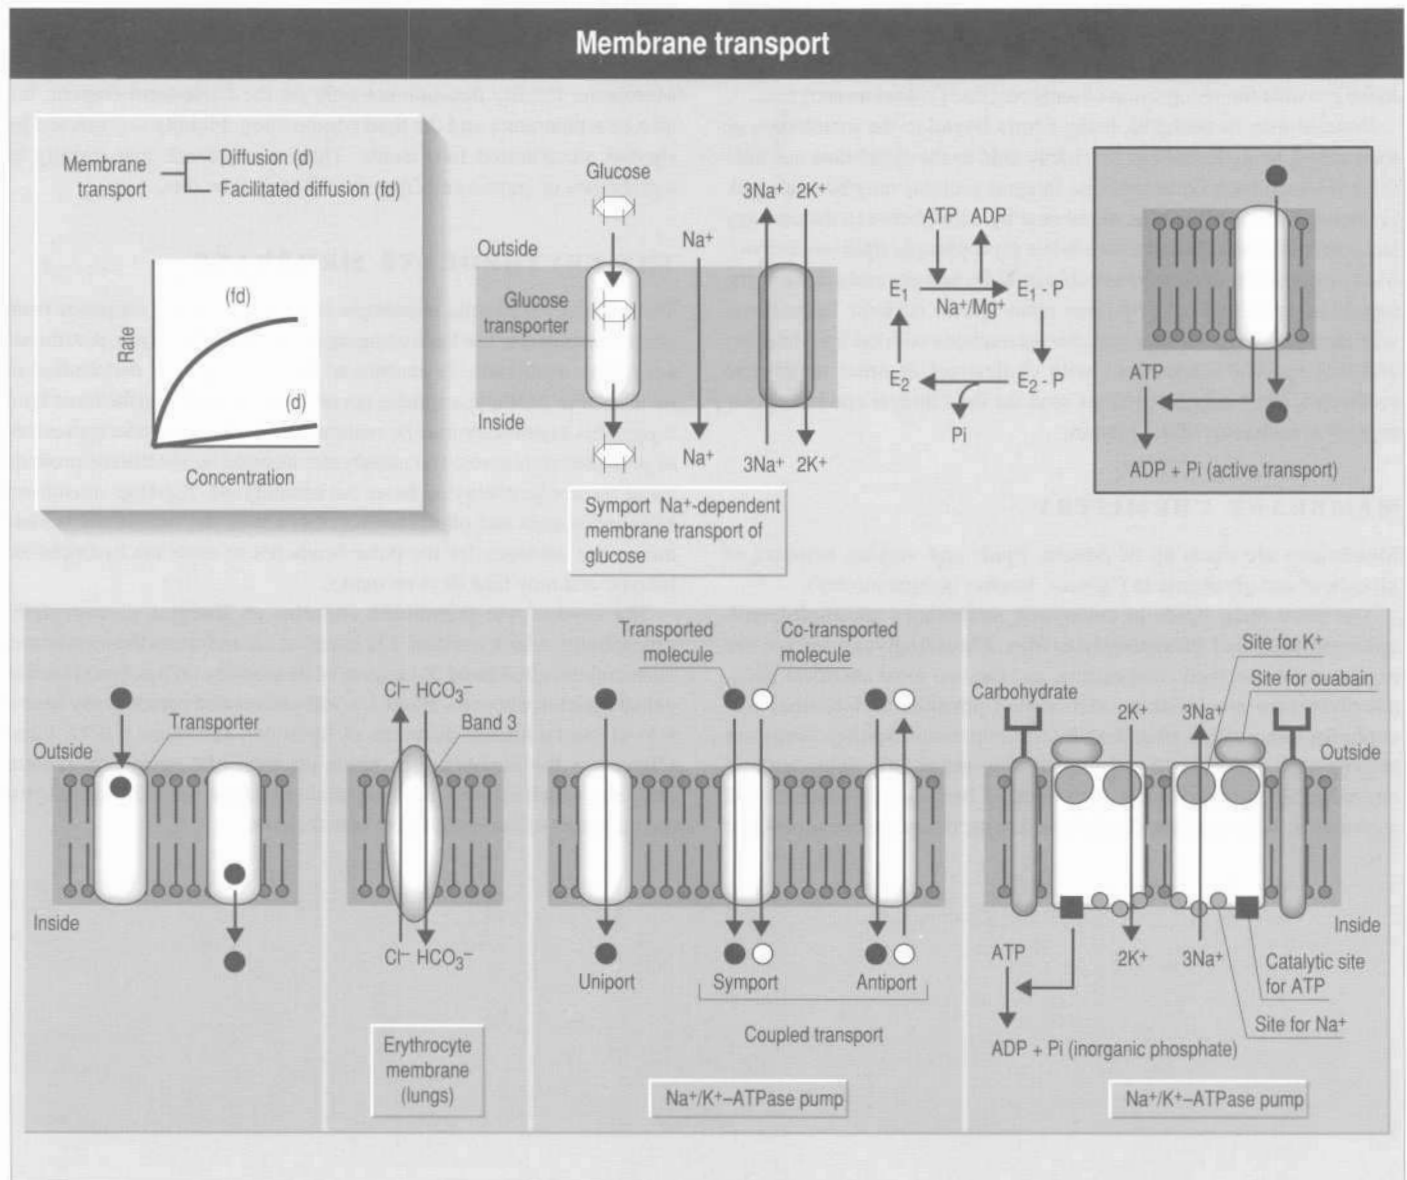 Membrane transport
Membrane
transport
Diffusion (d)
Facilitated diffusion (fd)
Rate
(fd)
(d)
Concentration
Glucose
Outside
Glucose
transporter
Inside
Na⁺
Na⁺
3Na⁺ 2K⁺
3Na⁺ 2K⁺
Symport Na⁺-dependent
membrane transport of
glucose
ATP ADP
E₁
E₁ - P
Na⁺/Mg⁺
E₂
E₂ - P
Pi
ATP
ADP + Pi (active transport)
Outside
Transporter
Inside
Cl⁻ HCO₃⁻
Band 3
Cl⁻ HCO₃⁻
Erythrocyte
membrane
(lungs)
Transported
molecule
Co-transported
molecule
Uniport
Symport
Antiport
Coupled transport
Na⁺/K⁺–ATPase pump
Carbohydrate
2K⁺
3Na⁺
Site for K⁺
Site for ouabain
Outside
Inside
ATP
2K⁺
3Na⁺
Catalytic site
for ATP
Site for Na⁺
ADP + Pi (inorganic phosphate)
Na⁺/K⁺–ATPase pump